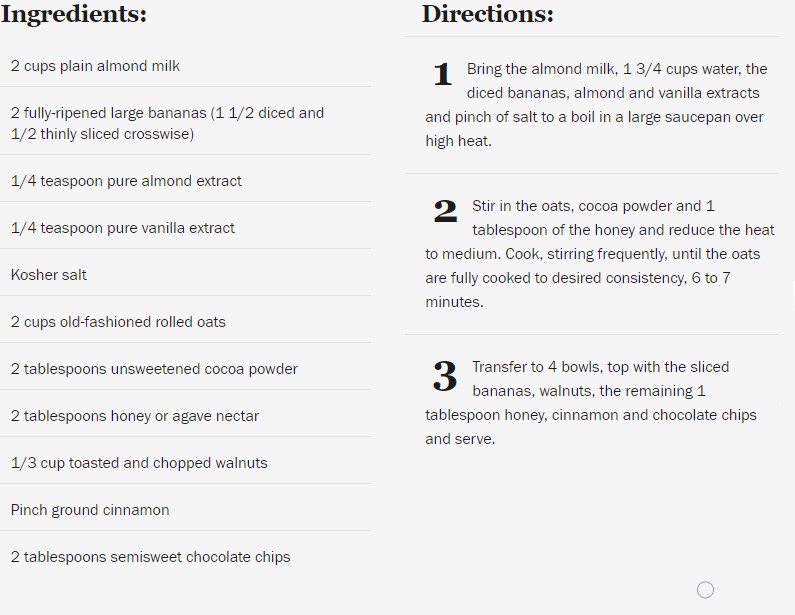 Ingredients:
2 cups plain almond milk
2 fully-ripened large bananas (1 1/2 diced and
1/2 thinly sliced crosswise)
1/4 teaspoon pure almond extract
1/4 teaspoon pure vanilla extract
Kosher salt
2 cups old-fashioned rolled oats
2 tablespoons unsweetened cocoa powder
2 tablespoons honey or agave nectar
1/3 cup toasted and chopped walnuts
Pinch ground cinnamon
2 tablespoons semisweet chocolate chips
Directions:
1 Bring the almond milk, 1 3/4 cups water, the
diced bananas, almond and vanilla extracts
and pinch of salt to a boil in a large saucepan over
high heat.
2 Stir in the oats, cocoa powder and 1
tablespoon of the honey and reduce the heat
to medium. Cook, stirring frequently, until the oats
are fully cooked to desired consistency, 6 to 7
minutes.
3 Transfer to 4 bowls, top with the sliced
bananas, walnuts, the remaining 1
tablespoon honey, cinnamon and chocolate chips
and serve.